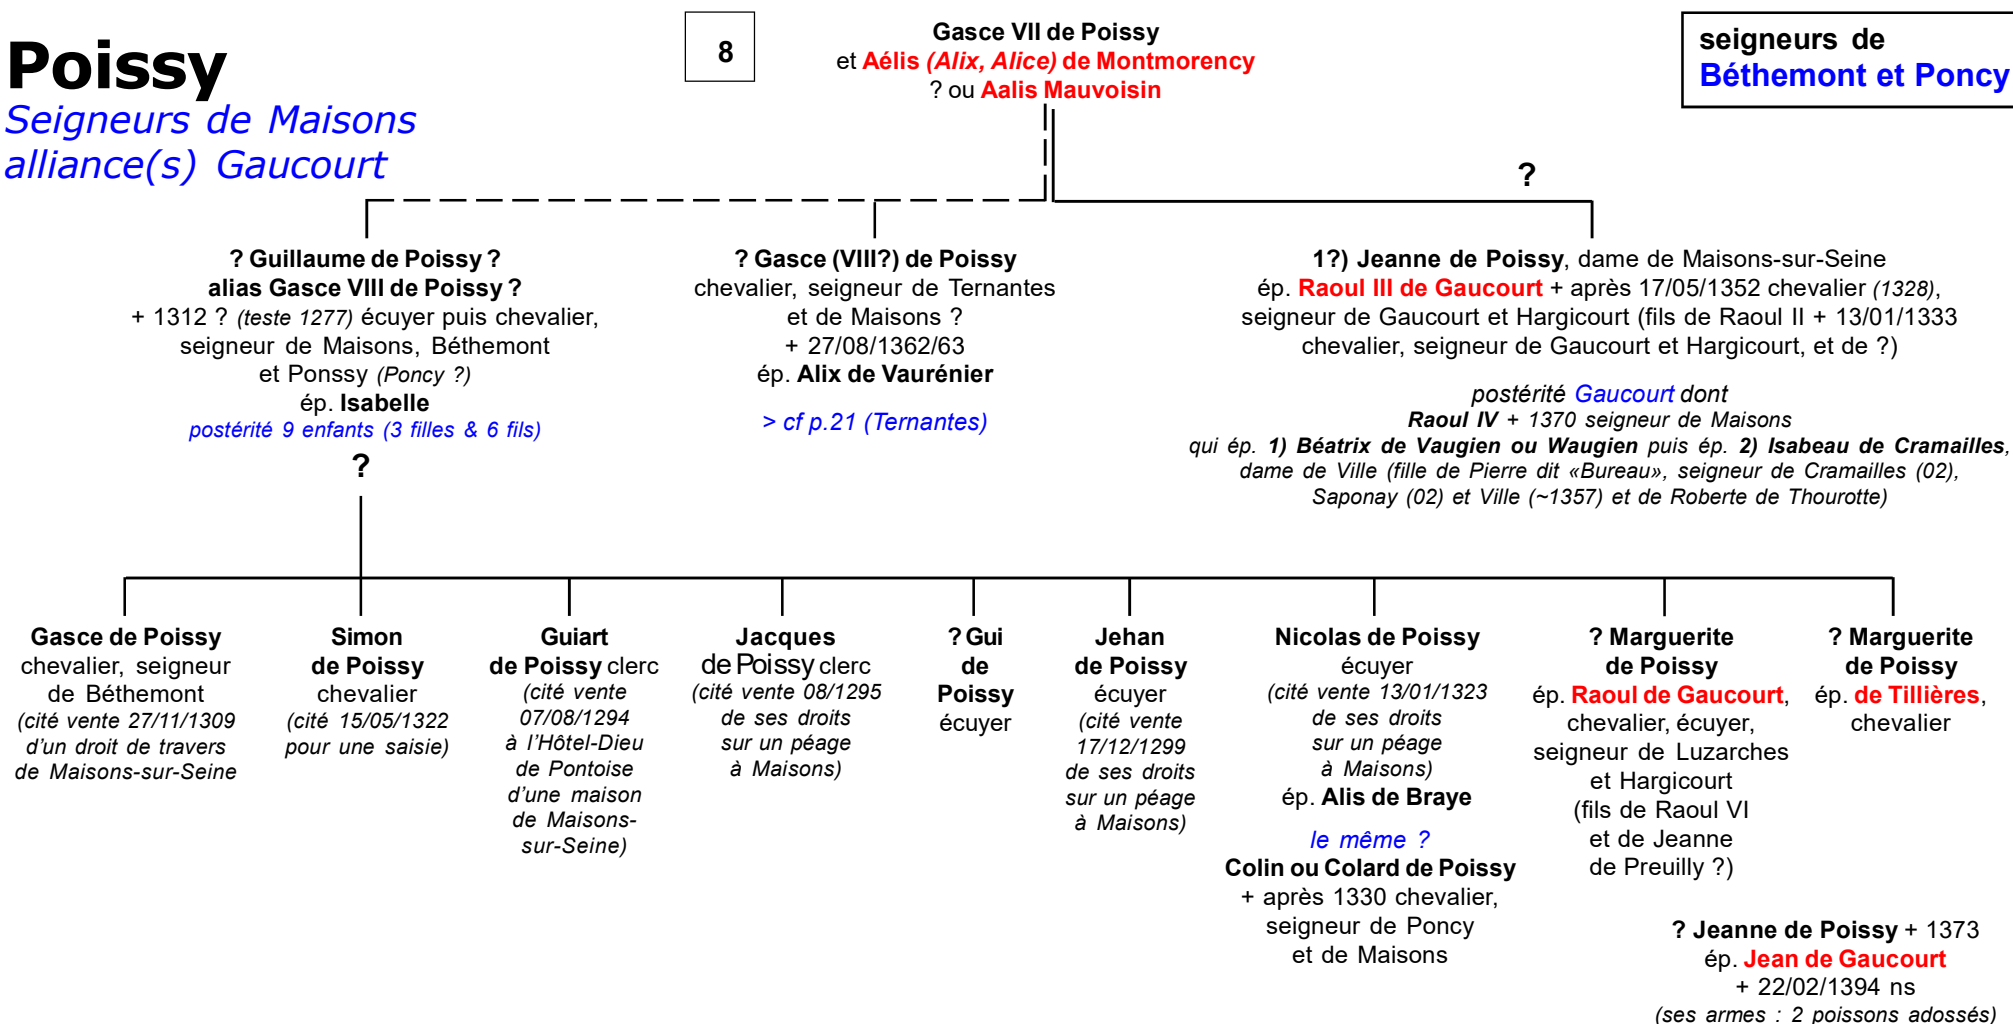 Poissy
Seigneurs de Maisons
alliance(s) Gaucourt
8
Gasce VII de Poissy
et Aélis (Alix, Alice) de Montmorency
? ou Aalis Mauvoisin
seigneurs de
Béthemont et Poncy
?
? Guillaume de Poissy ?
alias Gasce VIII de Poissy ?
+ 1312 ? (teste 1277) écuyer puis chevalier,
seigneur de Maisons, Béthemont
et Ponssy (Poncy ?)
ép. Isabelle
postérité 9 enfants (3 filles & 6 fils)
?
? Gasce (VIII?) de Poissy
chevalier, seigneur de Ternantes
et de Maisons ?
+ 27/08/1362/63
ép. Alix de Vaurénier
> cf p.21 (Ternantes)
1?) Jeanne de Poissy, dame de Maisons-sur-Seine
ép. Raoul III de Gaucourt + après 17/05/1352 chevalier (1328),
seigneur de Gaucourt et Hargicourt (fils de Raoul II + 13/01/1333
chevalier, seigneur de Gaucourt et Hargicourt, et de ?)
postérité Gaucourt dont
Raoul IV + 1370 seigneur de Maisons
qui ép. 1) Béatrix de Vaugien ou Waugien puis ép. 2) Isabeau de Cramailles,
dame de Ville (fille de Pierre dit «Bureau», seigneur de Cramailles (02),
Saponay (02) et Ville (~1357) et de Roberte de Thourotte)
Gasce de Poissy
chevalier, seigneur
de Béthemont
(cité vente 27/11/1309
d'un droit de travers
de Maisons-sur-Seine
Simon
de Poissy
chevalier
(cité 15/05/1322
pour une saisie)
Guiart
de Poissy clerc
(cité vente
07/08/1294
à l'Hôtel-Dieu
de Pontoise
d'une maison
de Maisons-
sur-Seine)
Jacques
de Poissy clerc
(cité vente 08/1295
de ses droits
sur un péage
à Maisons)
? Gui
de
Poissy
écuyer
Jehan
de Poissy
écuyer
(cité vente
17/12/1299
de ses droits
sur un péage
à Maisons)
Nicolas de Poissy
écuyer
(cité vente 13/01/1323
de ses droits
sur un péage
à Maisons)
ép. Alis de Braye
le même ?
Colin ou Colard de Poissy
+ après 1330 chevalier,
seigneur de Poncy
et de Maisons
? Marguerite
de Poissy
ép. Raoul de Gaucourt,
chevalier, écuyer,
seigneur de Luzarches
et Hargicourt
(fils de Raoul VI
et de Jeanne
de Preuilly ?)
? Marguerite
de Poissy
ép. de Tillières,
chevalier
? Jeanne de Poissy + 1373
ép. Jean de Gaucourt
+ 22/02/1394 ns
(ses armes : 2 poissons adossés)